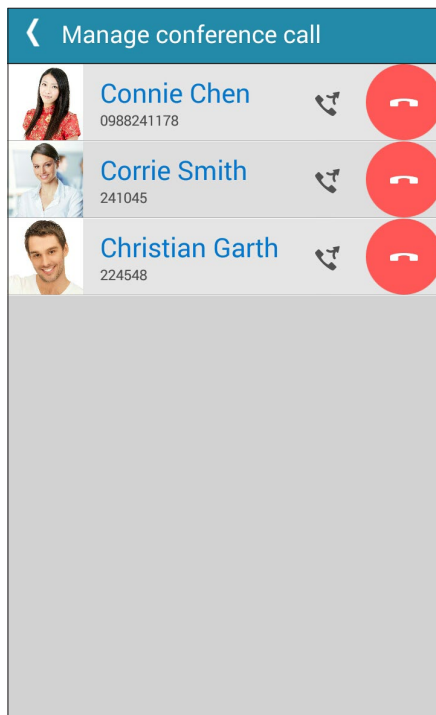 Manage conference call
Connie Chen
0988241178
Corrie Smith
241045
Christian Garth
224548